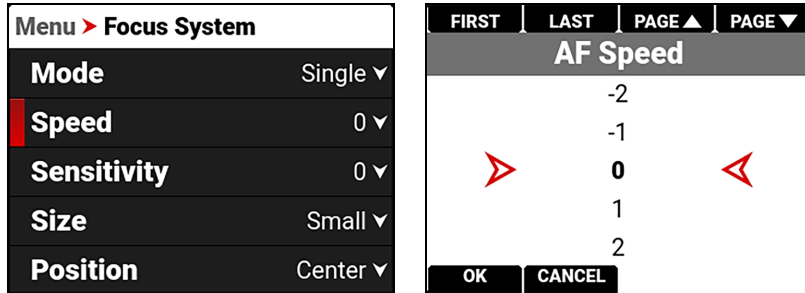 Menu > Focus System
Mode Single
Speed 0
Sensitivity 0
Size Small
Position Center
FIRST LAST PAGE▲ PAGE▼
AF Speed
-2
-1
0
1
2
OK CANCEL